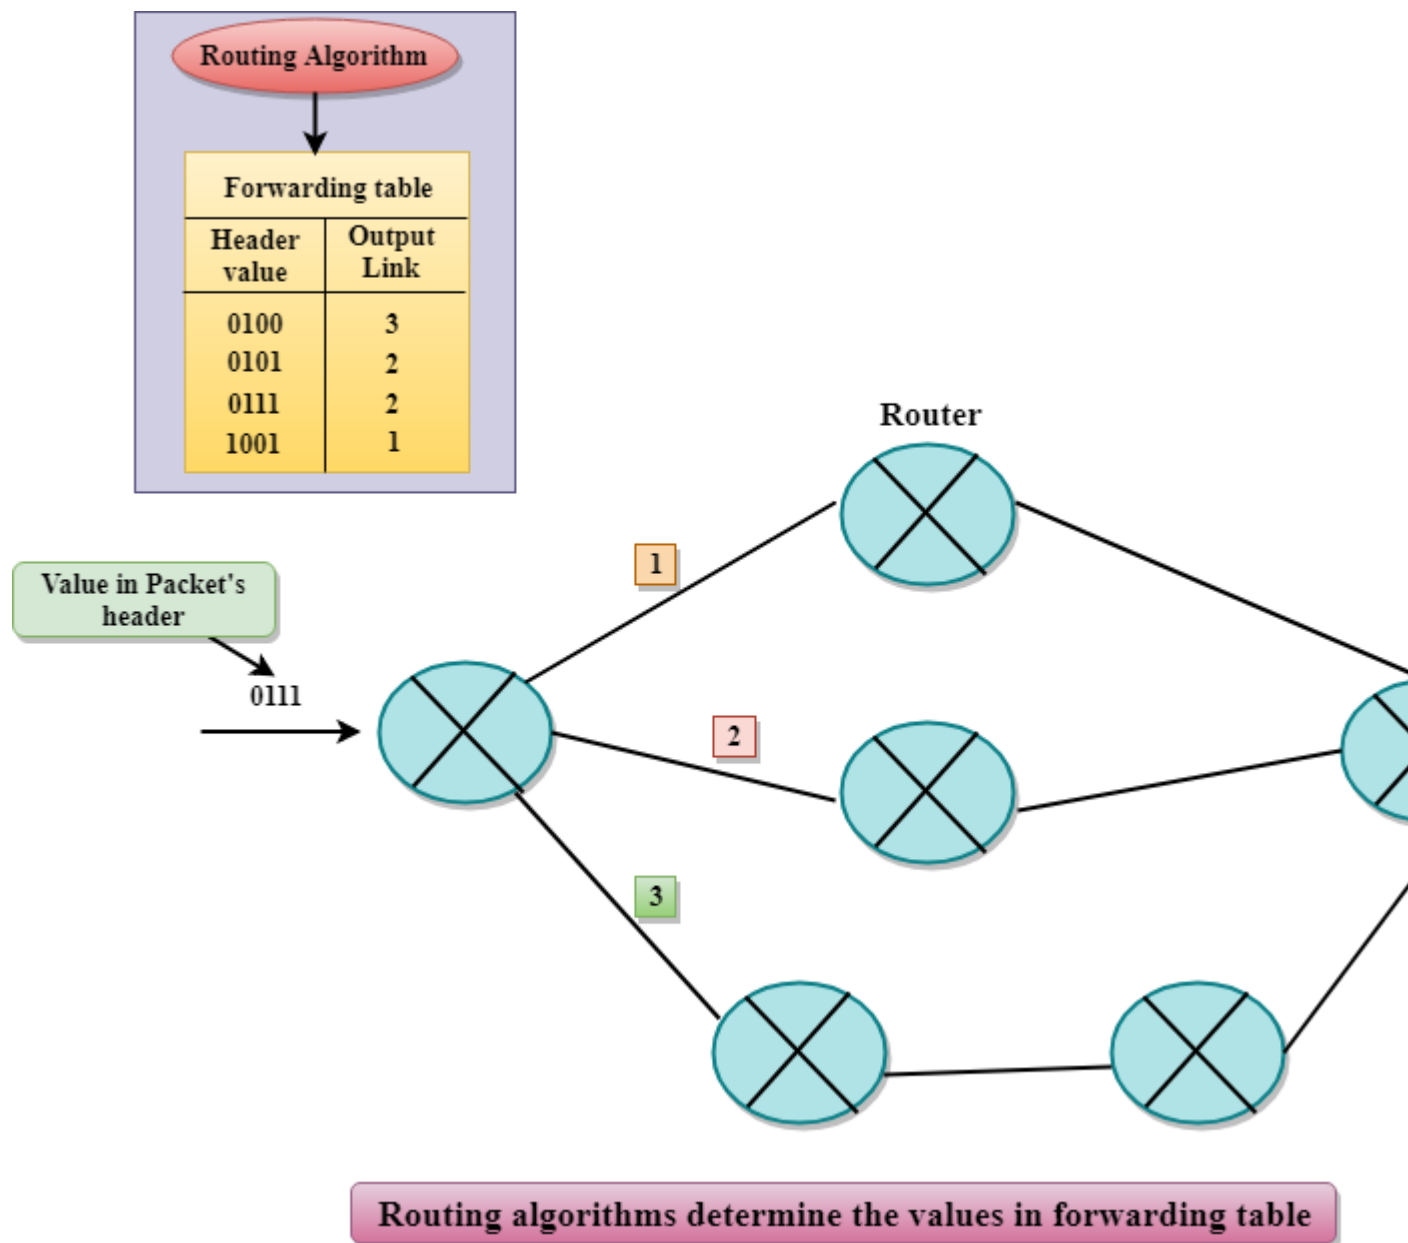 Routing Algorithm
Forwarding table
Header value
Output Link
0100 3
0101 2
0111 2
1001 1
Router
1
Value in Packet's
header
0111
2
3
Routing algorithms determine the values in forwarding table